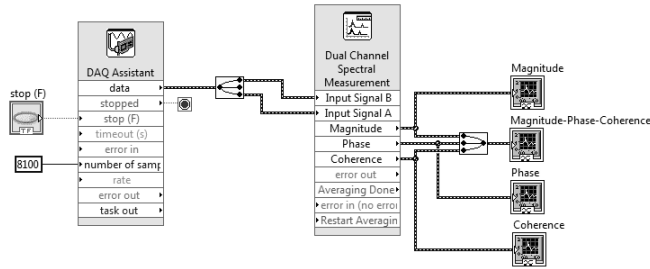 stop (F)
TF
8100
DAQ Assistant
data
stopped
stop (F)
timeout (s)
error in
number of samp
rate
error out
task out
Dual Channel
Spectral
Measurement
Input Signal B
Input Signal A
Magnitude
Phase
Coherence
error out
Averaging Done
error in (no erro
Restart Averagin
Magnitude
Magnitude-Phase-Coherence
Phase
Coherence